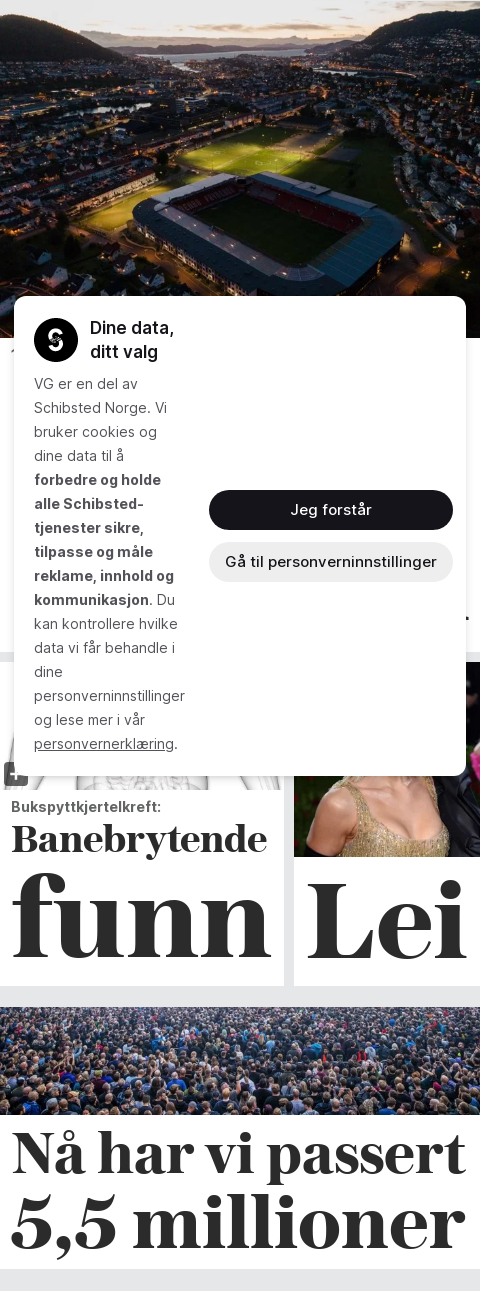 Dine data,
ditt valg
VG er en del av
Schibsted Norge. Vi
bruker cookies og
dine data til å
forbedre og holde
alle Schibsted-
tjenester sikre,
tilpasse og måle
reklame, innhold og
kommunikasjon. Du
kan kontrollere hvilke
data vi får behandle i
dine
personverninnstillinger
og lese mer i vår
personvernerklæring.
Jeg forstår
Gå til personverninnstillinger
Bukspyttkjertelkreft:
Banebrytende
funn
Lei
Nå har vi passert
5,5 millioner